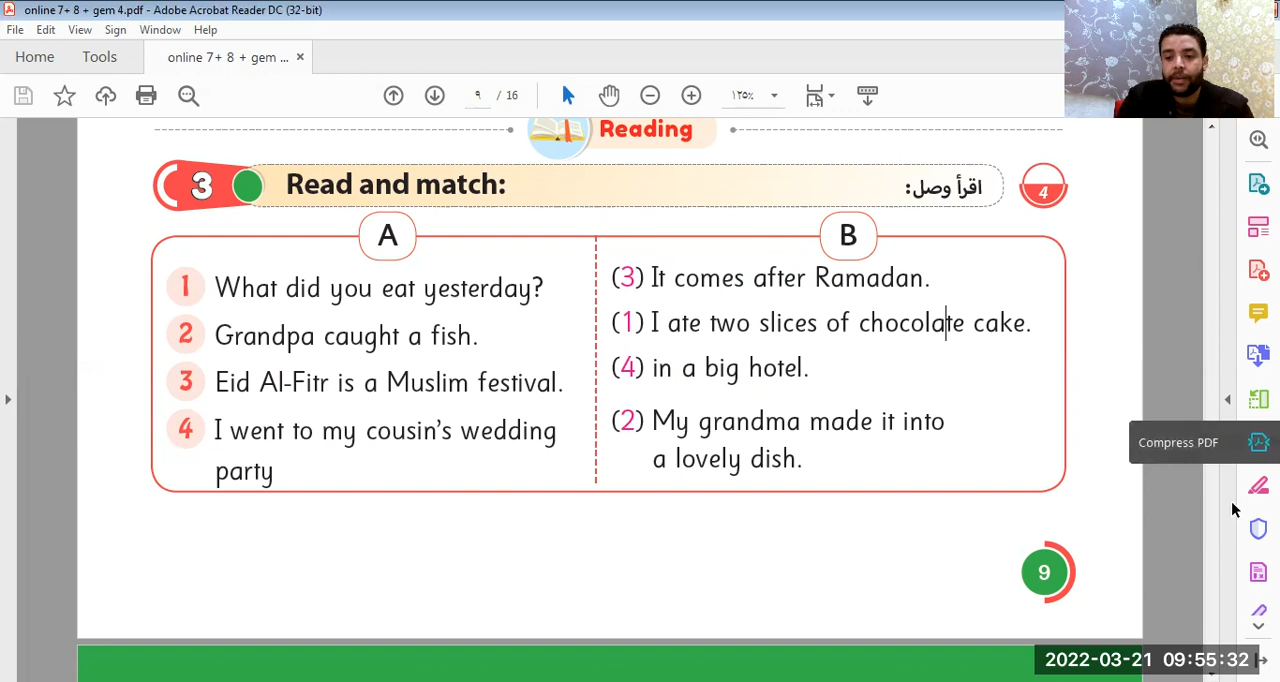 online 7+ 8 + gem 4.pdf - Adobe Acrobat Reader DC (32-bit)
File Edit View Sign Window Help
Home Tools online 7+ 8 + gem ... ×
٩ / 16 ١٢٥%
Reading
3 Read and match: اقرأ وصل: 4
A B
1 What did you eat yesterday?
2 Grandpa caught a fish.
3 Eid Al-Fitr is a Muslim festival.
4 I went to my cousin's wedding
party
(3) It comes after Ramadan.
(1) I ate two slices of chocolate cake.
(4) in a big hotel.
(2) My grandma made it into
a lovely dish.
Compress PDF
9
2022-03-21 09:55:32